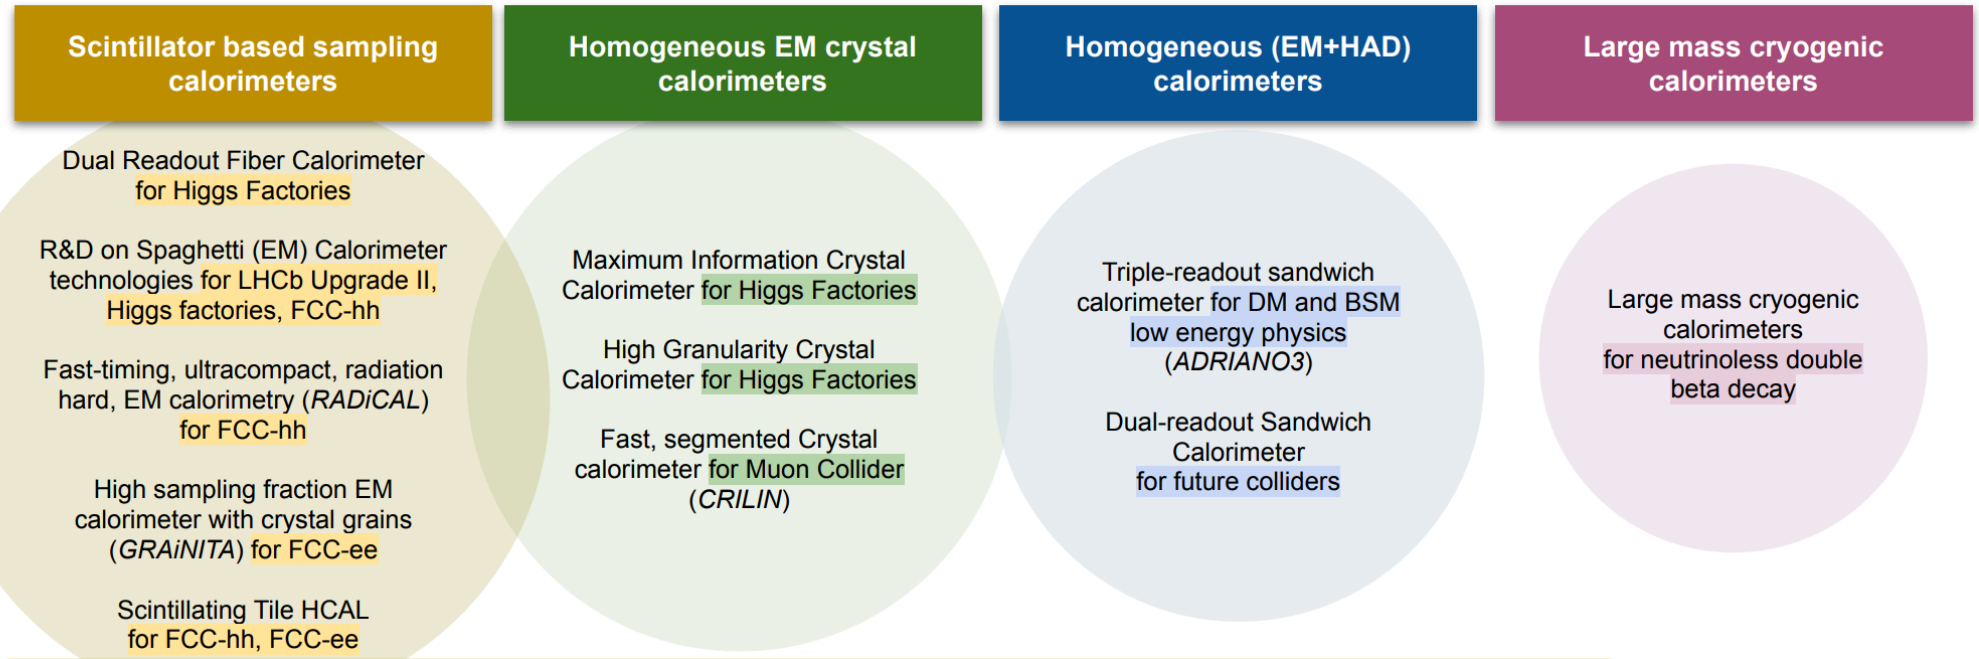 Scintillator based sampling
calorimeters
Dual Readout Fiber Calorimeter
for Higgs Factories
R&D on Spaghetti (EM) Calorimeter
technologies for LHCb Upgrade II,
Higgs factories, FCC-hh
Fast-timing, ultracompact, radiation
hard, EM calorimetry (RADiCAL)
for FCC-hh
High sampling fraction EM
calorimeter with crystal grains
(GRAiNITA) for FCC-ee
Scintillating Tile HCAL
for FCC-hh, FCC-ee
Homogeneous EM crystal
calorimeters
Maximum Information Crystal
Calorimeter for Higgs Factories
High Granularity Crystal
Calorimeter for Higgs Factories
Fast, segmented Crystal
calorimeter for Muon Collider
(CRILIN)
Homogeneous (EM+HAD)
calorimeters
Triple-readout sandwich
calorimeter for DM and BSM
low energy physics
(ADRIANO3)
Dual-readout Sandwich
Calorimeter
for future colliders
Large mass cryogenic
calorimeters
Large mass cryogenic
calorimeters
for neutrinoless double
beta decay